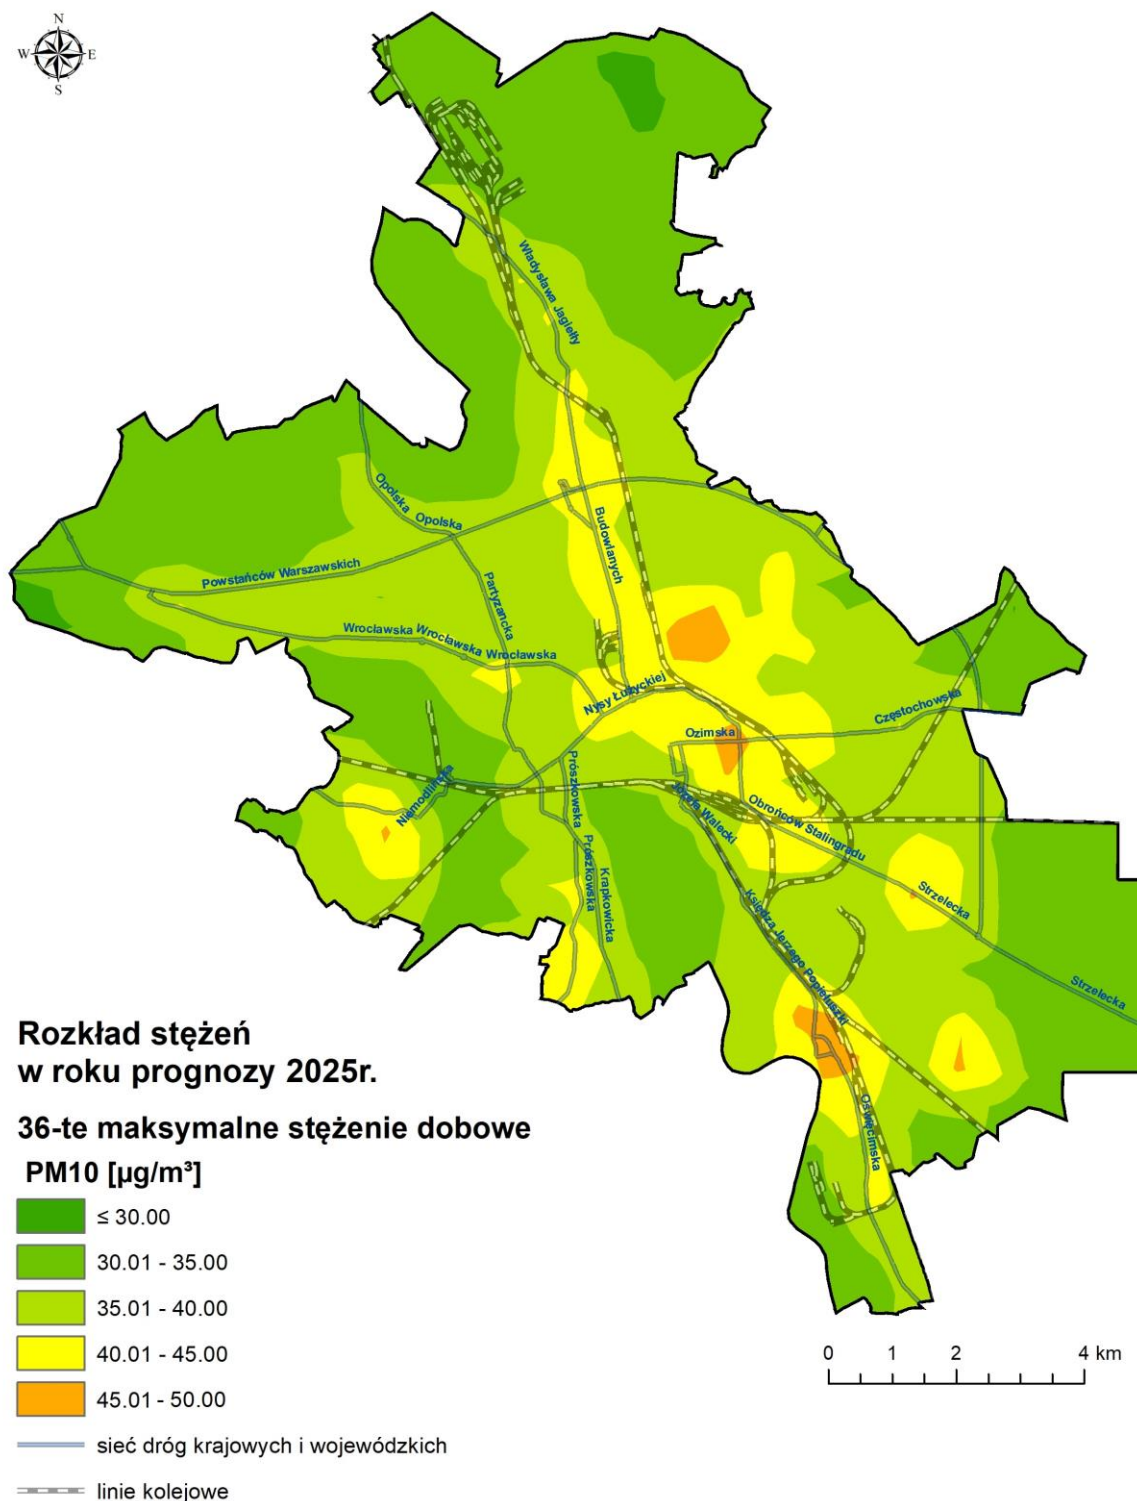 N
W E
S
Władysława Jagiełły
Opolska
Opolska
Budowlanych
Powstańców Warszawskich
Partyzancka
Wrocławska
Wrocławska
Wrocławska
Nysy Łużyckiej
Częstochowska
Ozimska
Niemodlińska
Prószkowska
Józefa Walecki
Obrońców Stalingradu
Prószkowska
Krapkowicka
Strzelecka
Księdza Jerzego Popiełuszki
Strzelecka
Oświęcimska
Rozkład stężeń
w roku prognozy 2025r.
36-te maksymalne stężenie dobowe
PM10 [µg/m³]
≤ 30.00
30.01 - 35.00
35.01 - 40.00
40.01 - 45.00
45.01 - 50.00
sieć dróg krajowych i wojewódzkich
linie kolejowe
0 1 2 4 km